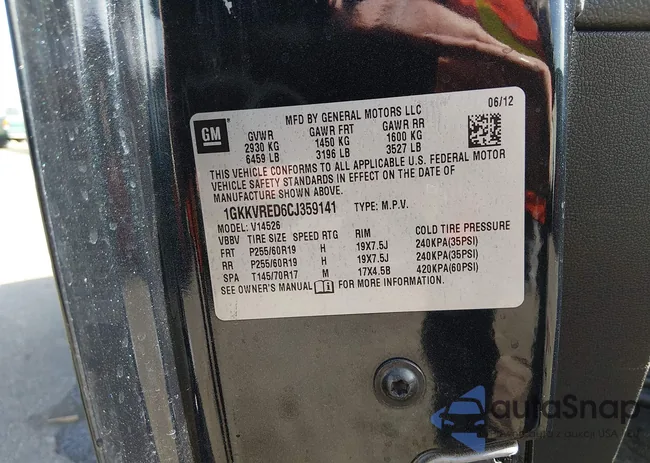 MFD BY GENERAL MOTORS LLC
06/12
GM
GVWR GAWR FRT GAWR RR
2930 KG 1450 KG 1600 KG
6459 LB 3196 LB 3527 LB
THIS VEHICLE CONFORMS TO ALL APPLICABLE U.S. FEDERAL MOTOR
VEHICLE SAFETY STANDARDS IN EFFECT ON THE DATE OF
MANUFACTURE SHOWN ABOVE.
1GKKVRED6CJ359141 TYPE: M.P.V.
MODEL: V14526
VBBV TIRE SIZE SPEED RTG RIM COLD TIRE PRESSURE
FRT P255/60R19 H 19X7.5J 240KPA(35PSI)
RR P255/60R19 H 19X7.5J 240KPA(35PSI)
SPA T145/70R17 M 17X4.5B 420KPA(60PSI)
SEE OWNER'S MANUAL FOR MORE INFORMATION.
autaSnap
z aukcji USA